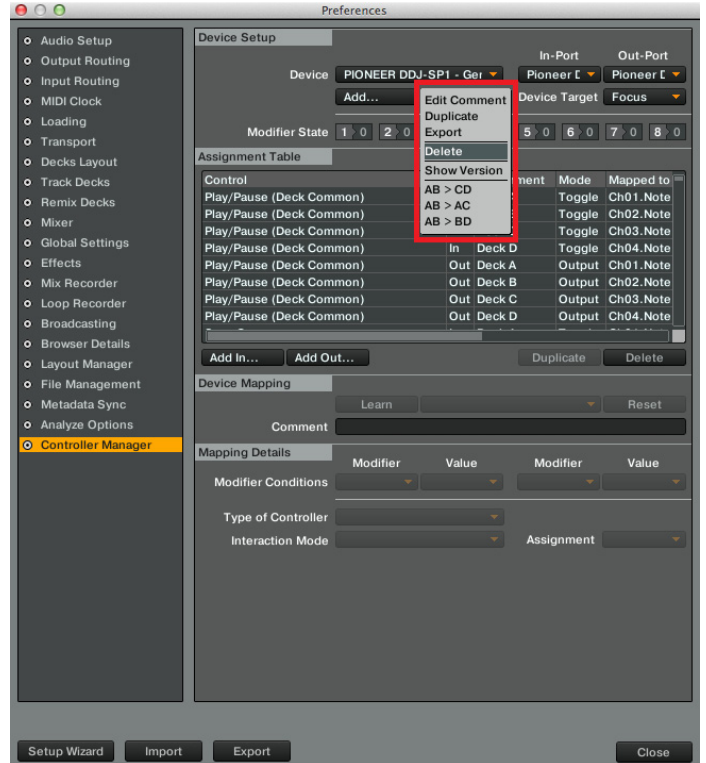 Preferences
Audio Setup
Output Routing
Input Routing
MIDI Clock
Loading
Transport
Decks Layout
Track Decks
Remix Decks
Mixer
Global Settings
Effects
Mix Recorder
Loop Recorder
Broadcasting
Browser Details
Layout Manager
File Management
Metadata Sync
Analyze Options
Controller Manager
Device Setup
In-Port Out-Port
Device PIONEER DDJ-SP1 - Ger Pioneer Pioneer
Add... Device Target Focus
Modifier State 1 0 2 0 5 0 6 0 7 0 8 0
Edit Comment
Duplicate
Export
Delete
Show Version
AB > CD
AB > AC
AB > BD
Assignment Table
Control ment Mode Mapped to
Play/Pause (Deck Common) Toggle Ch01.Note
Play/Pause (Deck Common) Toggle Ch02.Note
Play/Pause (Deck Common) Toggle Ch03.Note
Play/Pause (Deck Common) In Deck D Toggle Ch04.Note
Play/Pause (Deck Common) Out Deck A Output Ch01.Note
Play/Pause (Deck Common) Out Deck B Output Ch02.Note
Play/Pause (Deck Common) Out Deck C Output Ch03.Note
Play/Pause (Deck Common) Out Deck D Output Ch04.Note
Add In... Add Out... Duplicate Delete
Device Mapping
Learn Reset
Comment
Mapping Details
Modifier Value Modifier Value
Modifier Conditions
Type of Controller
Interaction Mode Assignment
Setup Wizard Import Export Close